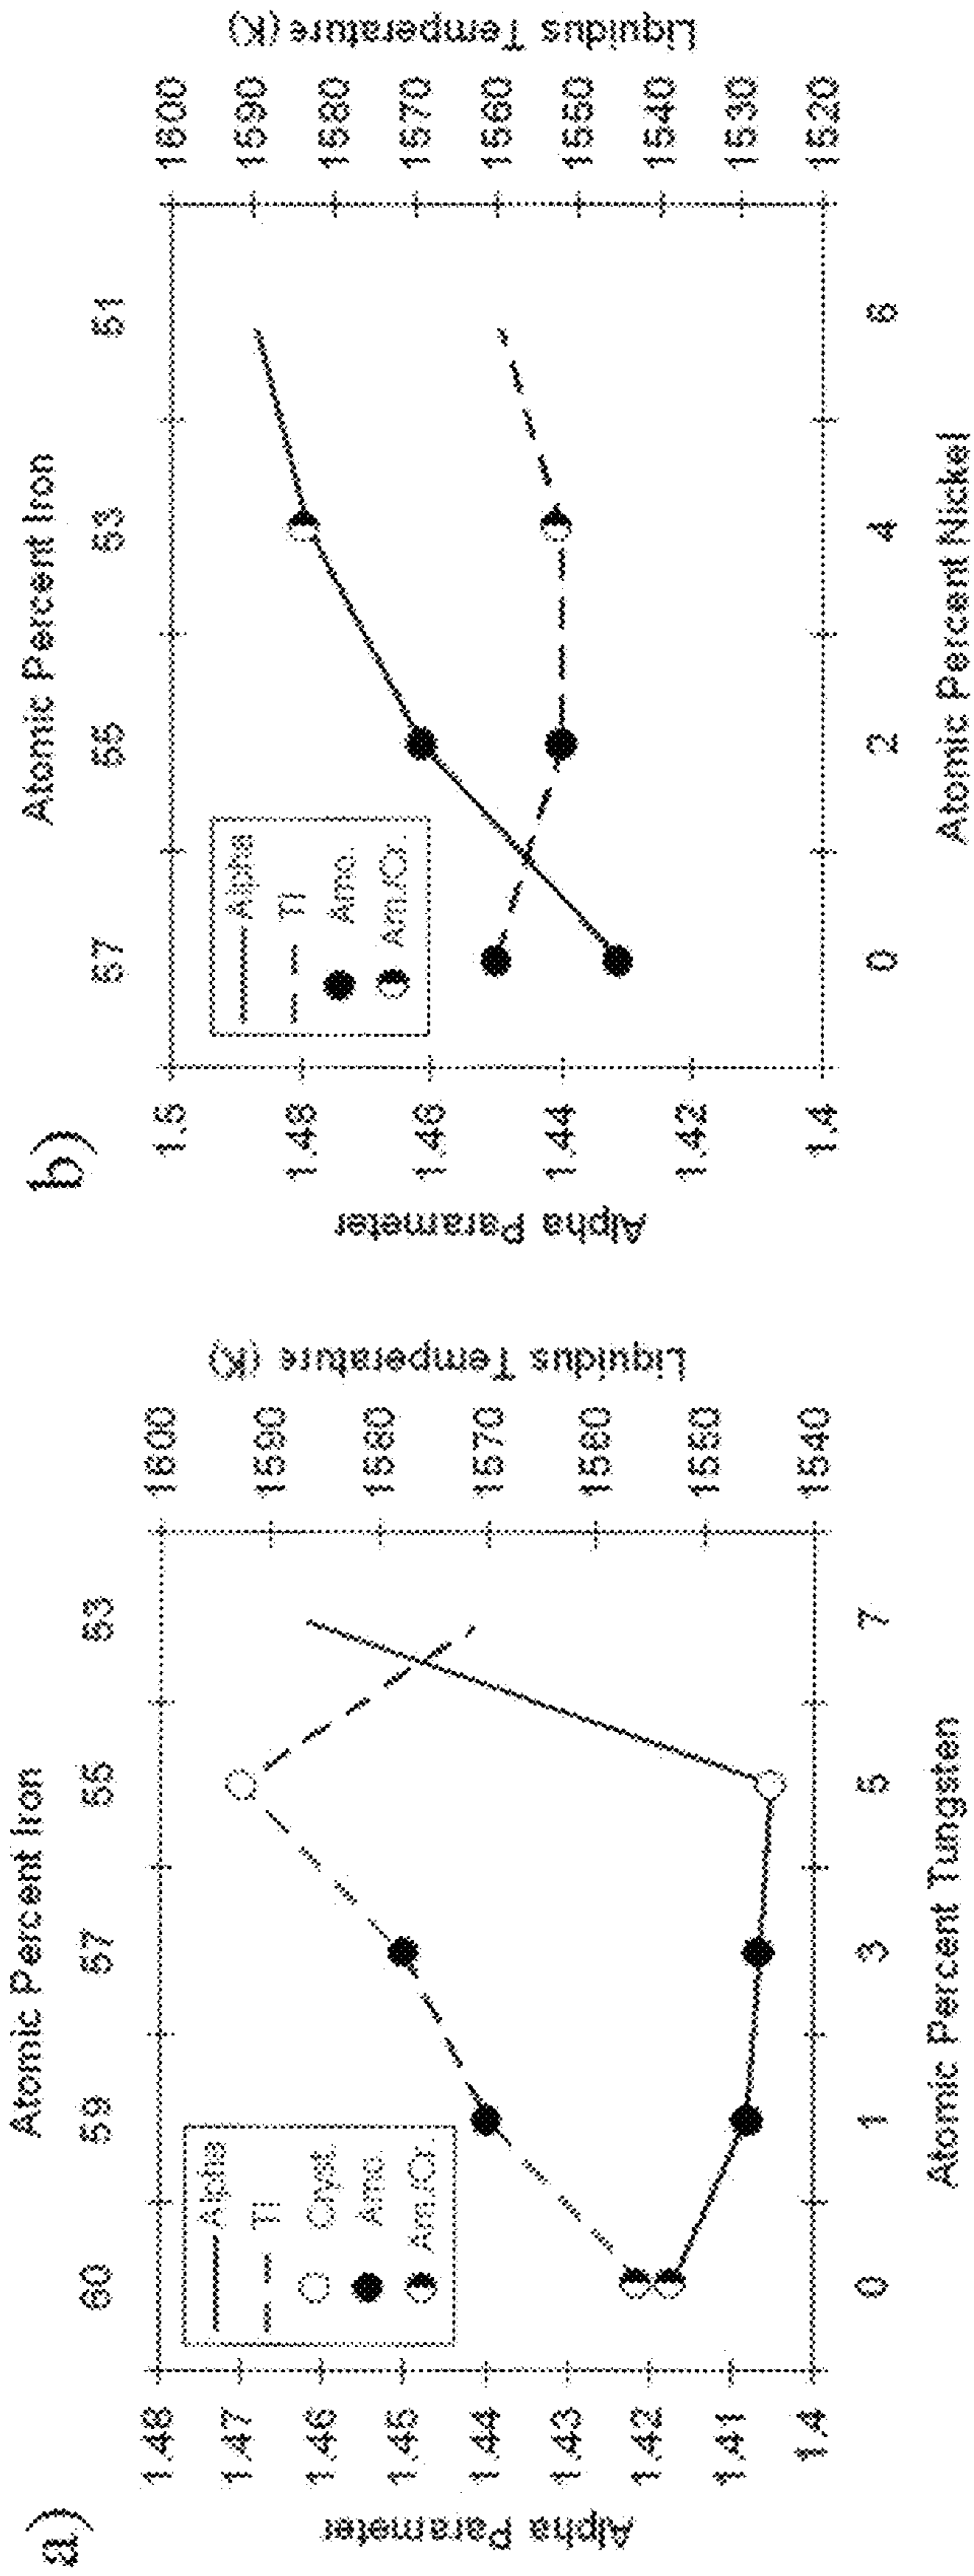 a)
Atomic Percent Iron
60 59 57 55 53
Alpha Parameter
1.48
1.47
1.46
1.45
1.44
1.43
1.42
1.41
1.4
Alpha
Tl
Cryst.
Amo.
Am./Cr.
1600
1590
1580
1570
1560
1550
1540
Liquidus Temperature (K)
0 1 3 5 7
Atomic Percent Tungsten
b)
Atomic Percent Iron
57 55 53 51
Alpha Parameter
1.5
1.48
1.46
1.44
1.42
1.4
Alpha
Tl
Amo.
Am./Cr.
1600
1590
1580
1570
1560
1550
1540
1530
1520
Liquidus Temperature (K)
0 2 4 6
Atomic Percent Nickel